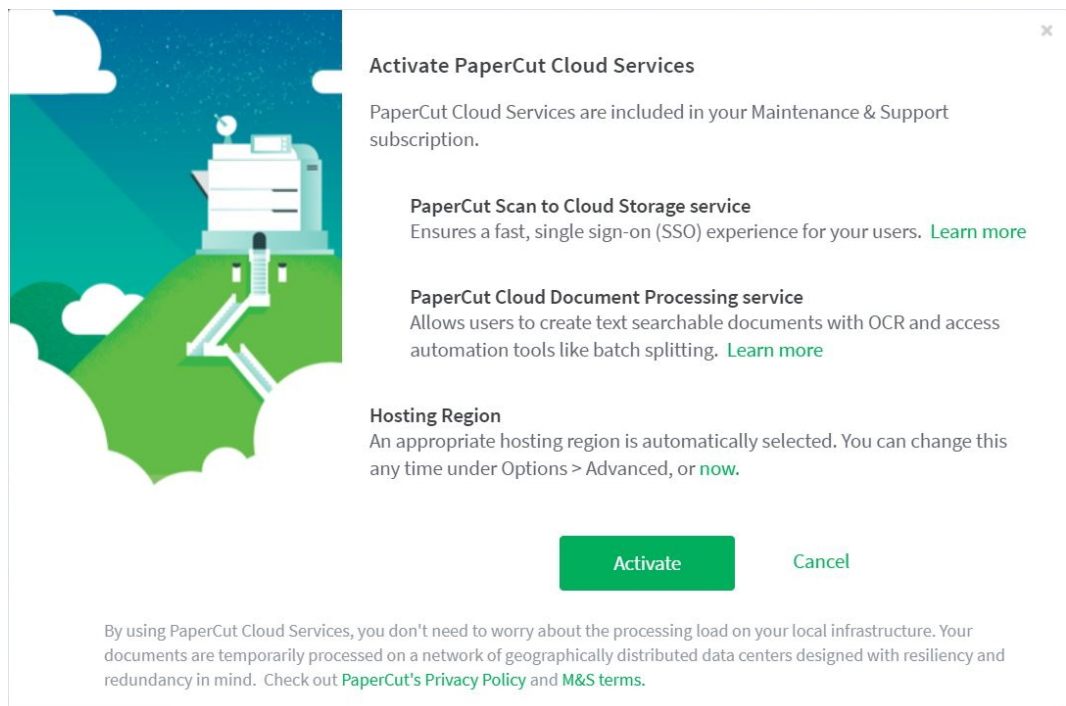 Activate PaperCut Cloud Services
PaperCut Cloud Services are included in your Maintenance & Support
subscription.
PaperCut Scan to Cloud Storage service
Ensures a fast, single sign-on (SSO) experience for your users. Learn more
PaperCut Cloud Document Processing service
Allows users to create text searchable documents with OCR and access
automation tools like batch splitting. Learn more
Hosting Region
An appropriate hosting region is automatically selected. You can change this
any time under Options > Advanced, or now.
Activate Cancel
By using PaperCut Cloud Services, you don't need to worry about the processing load on your local infrastructure. Your
documents are temporarily processed on a network of geographically distributed data centers designed with resiliency and
redundancy in mind. Check out PaperCut's Privacy Policy and M&S terms.